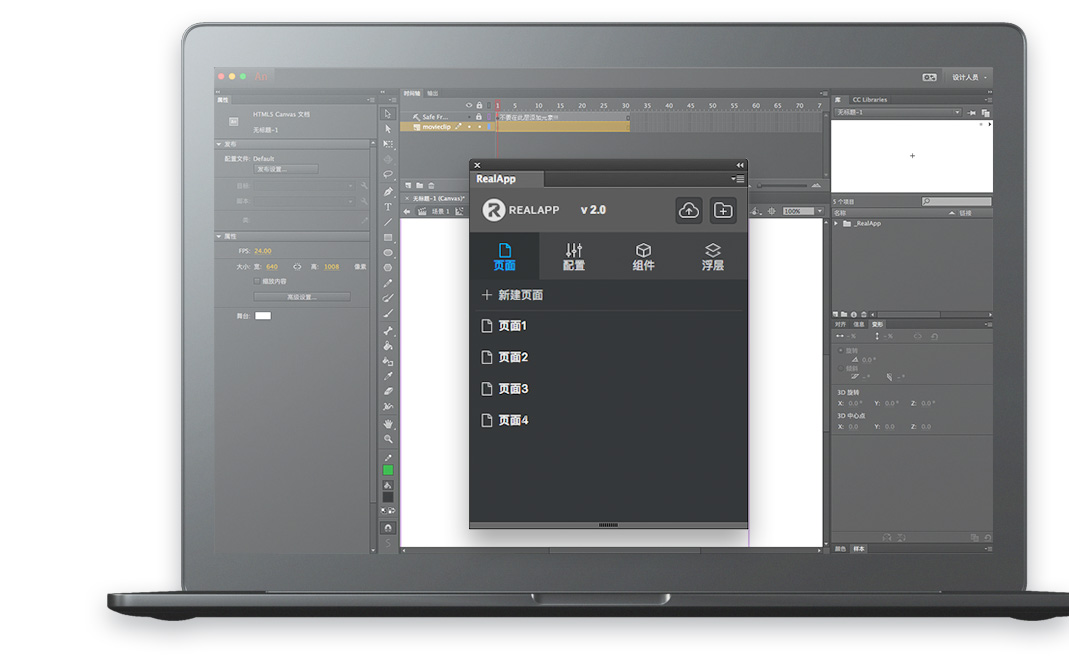 An
设计人员
属性
HTML5 Canvas 文档
无标题-1
发布
配置文件: Default
发布设置...
目标:
脚本:
类:
属性
FPS: 24.00
大小: 宽: 640 高: 1008 像素
缩放内容
高级设置...
舞台:
时间轴 输出
1 5 10 15 20 25 30 35 40 45 50 55 60 65 70 7
Safe Fr... 不要在此层添加元素!!!
movieclip
无标题-1 (Canvas)*
场景 1
100%
RealApp
REALAPP v 2.0
页面 配置 组件 浮层
新建页面
页面1
页面2
页面3
页面4
库 CC Libraries
无标题-1
5 个项目
名称 链接
_RealApp
对齐 信息 变形
旋转
0.0 °
倾斜
3D 旋转
X: 0.0 ° Y: 0.0 ° Z: 0.0 °
3D 中心点
X: 0.0 Y: 0.0 Z: 0.0
颜色 样本